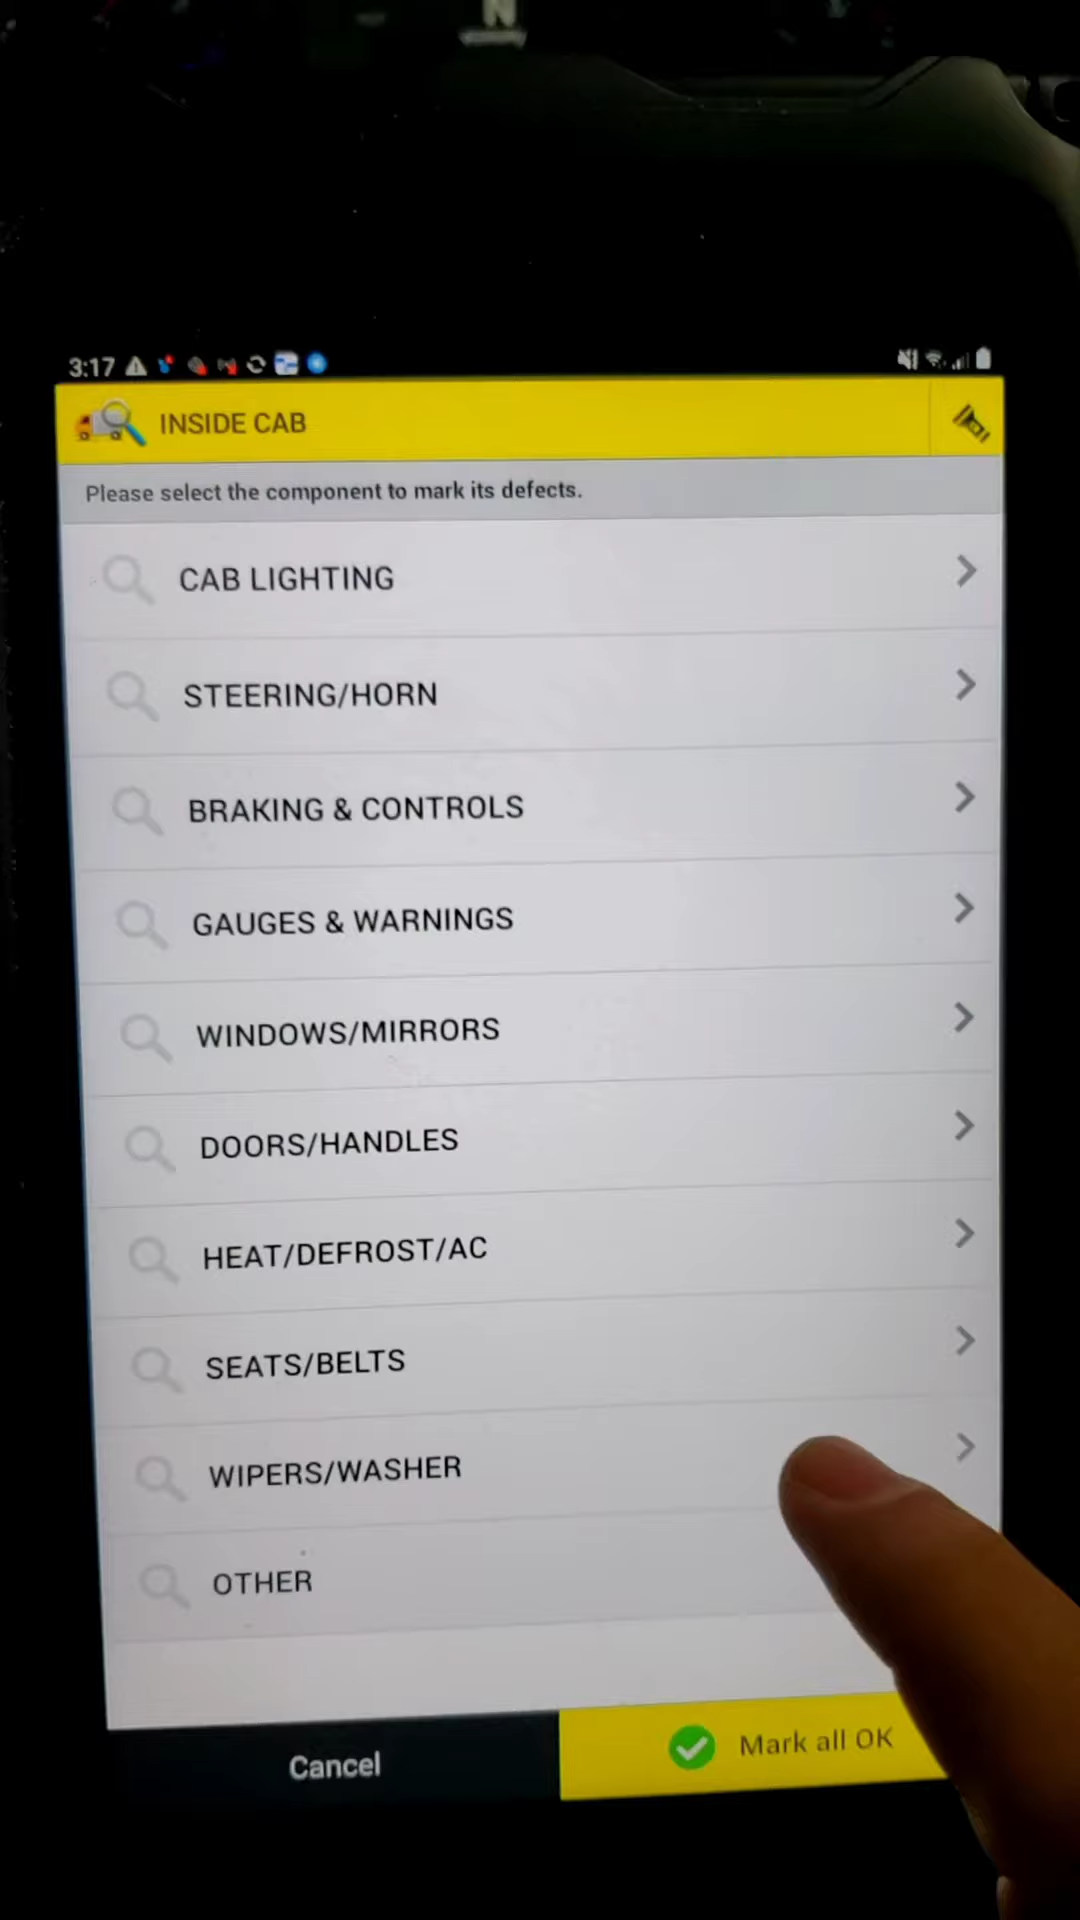 N
3:17
INSIDE CAB
Please select the component to mark its defects.
CAB LIGHTING
STEERING/HORN
BRAKING & CONTROLS
GAUGES & WARNINGS
WINDOWS/MIRRORS
DOORS/HANDLES
HEAT/DEFROST/AC
SEATS/BELTS
WIPERS/WASHER
OTHER
Cancel
Mark all OK